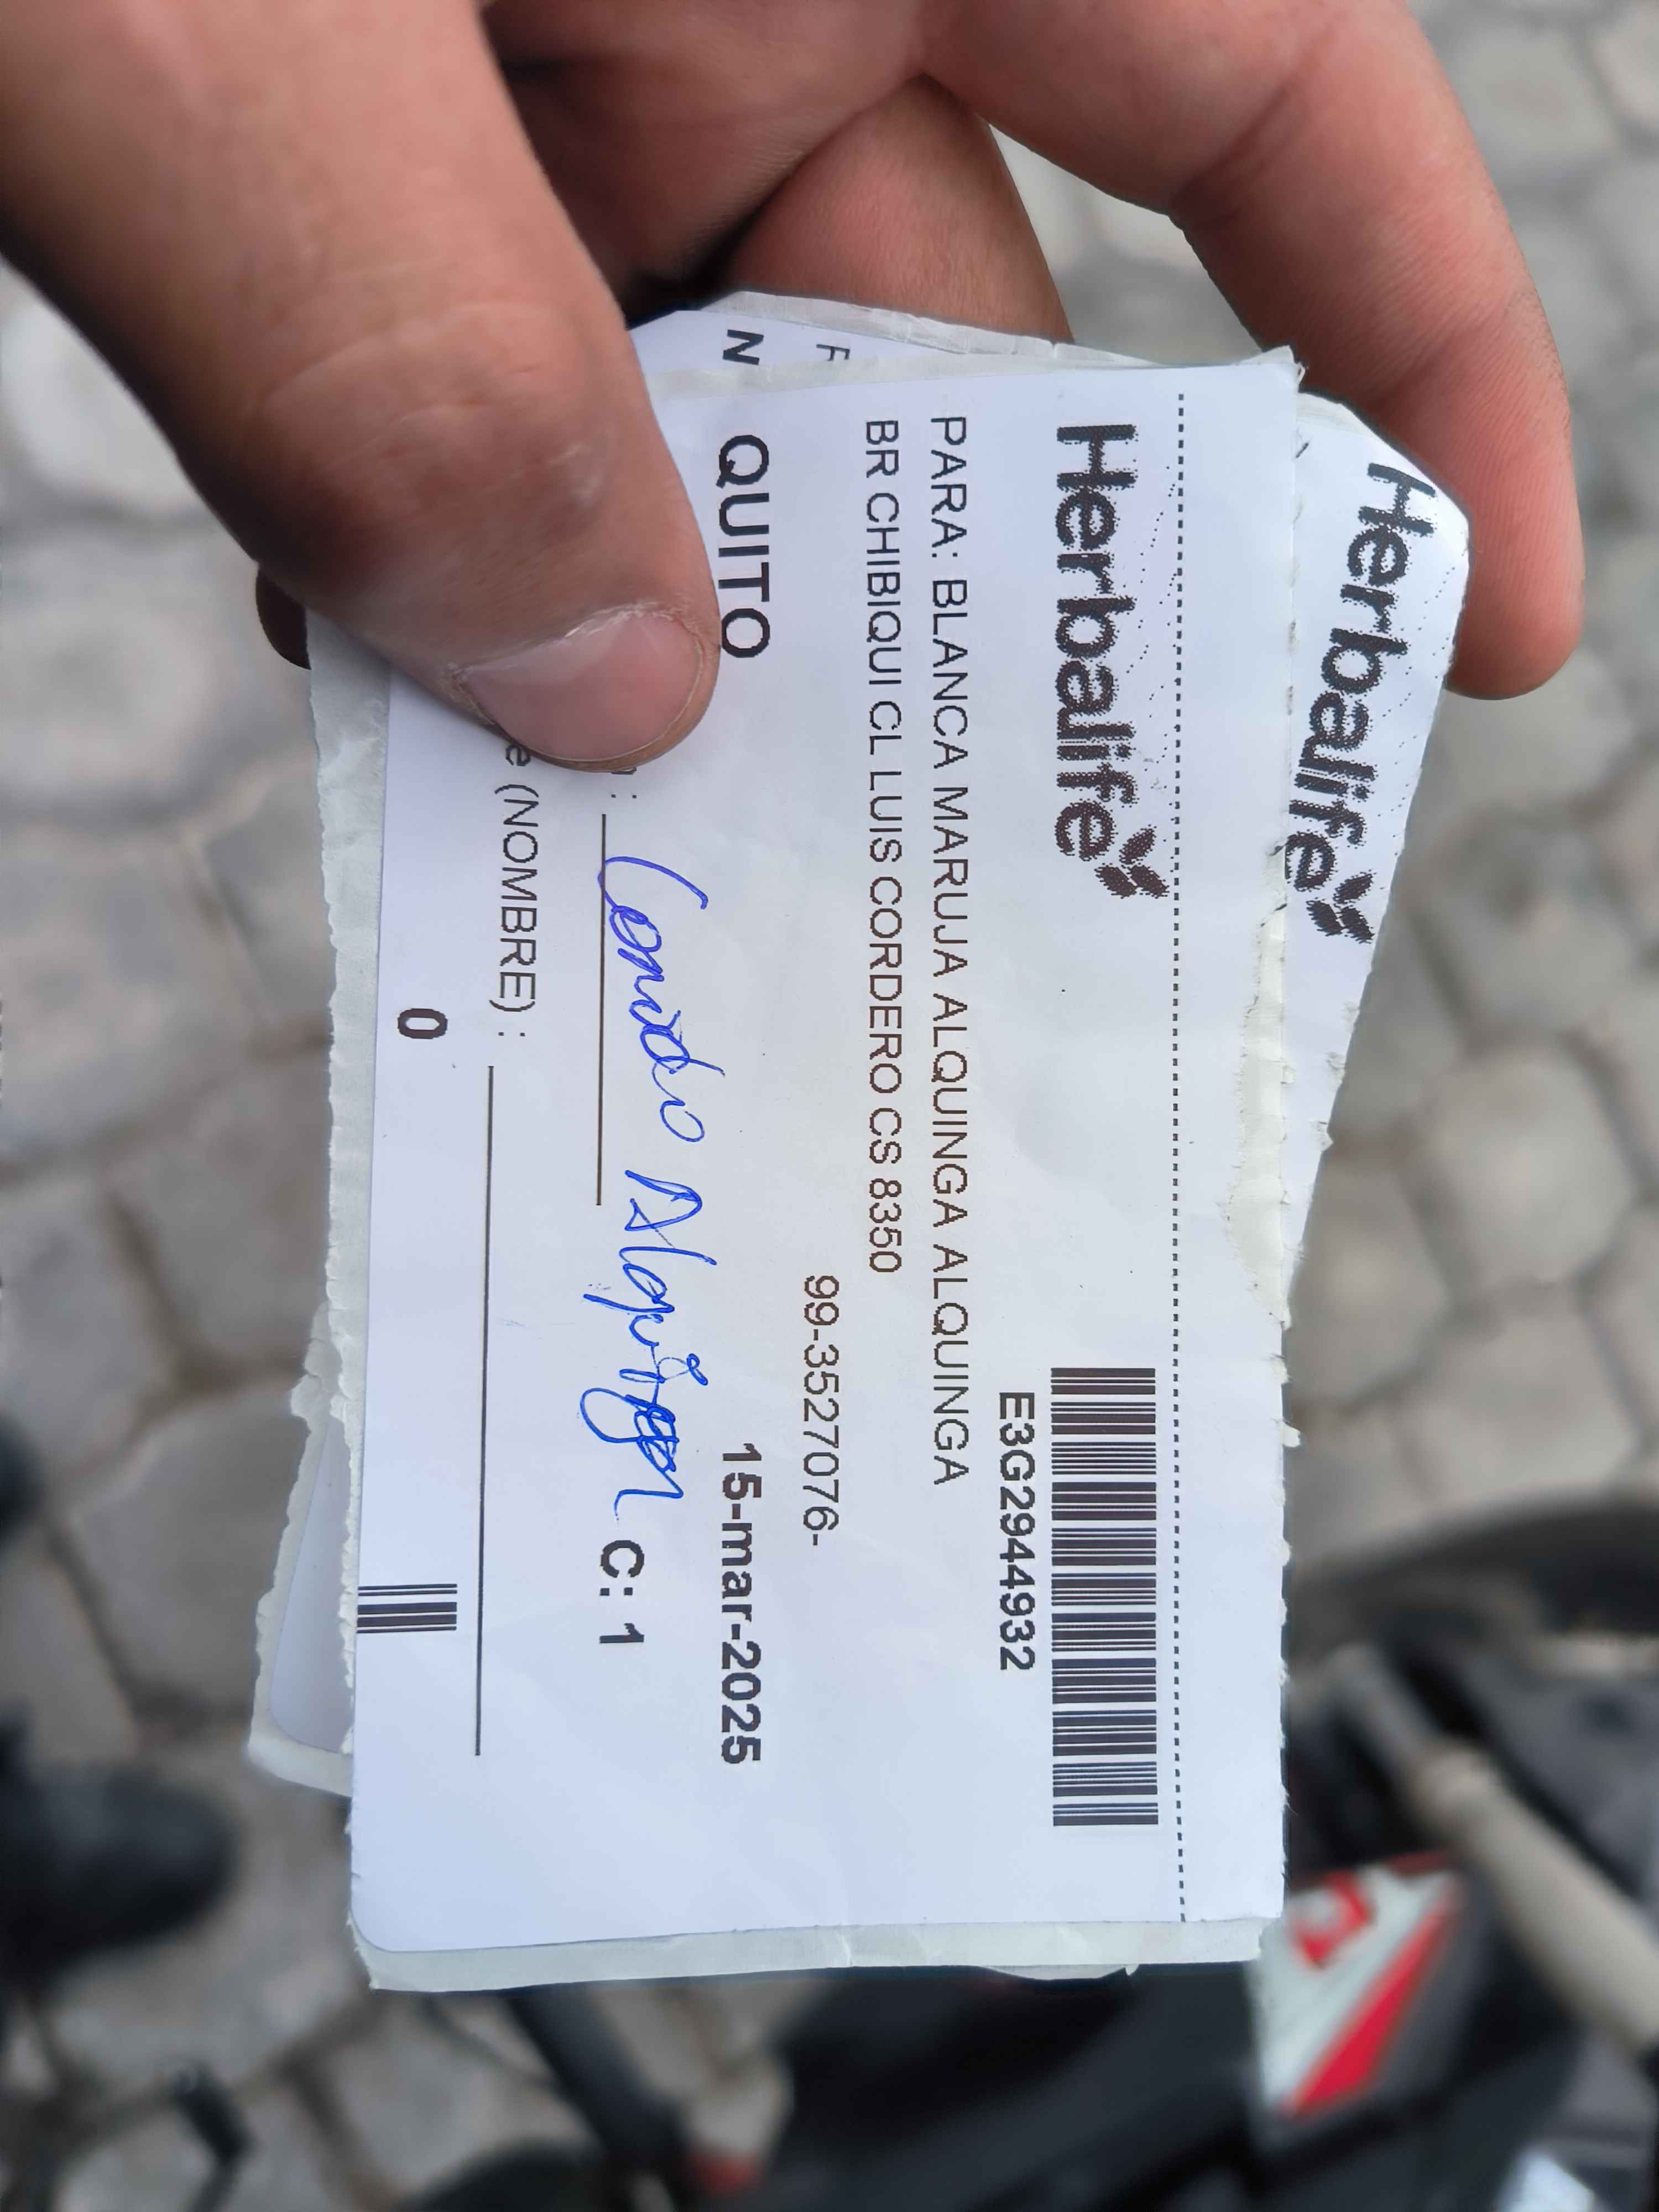 Herbalife
Herbalife
E3G2944932
PARA: BLANCA MARUJA ALQUINGA ALQUINGA
BR CHIBIQUI CL LUIS CORDERO CS 8350
99-3527076-
QUITO 15-mar-2025
: Alquinga C: 1
e (NOMBRE) :
0
N